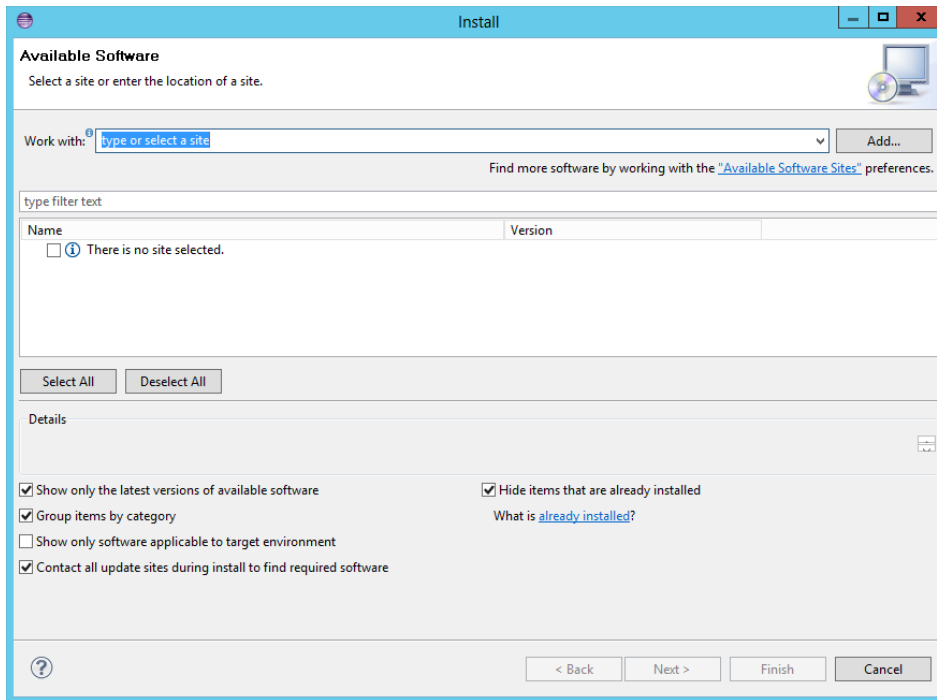 Install
Available Software
Select a site or enter the location of a site.
Work with: type or select a site Add...
Find more software by working with the "Available Software Sites" preferences.
type filter text
Name Version
There is no site selected.
Select All Deselect All
Details
Show only the latest versions of available software Hide items that are already installed
Group items by category What is already installed?
Show only software applicable to target environment
Contact all update sites during install to find required software
? < Back Next > Finish Cancel